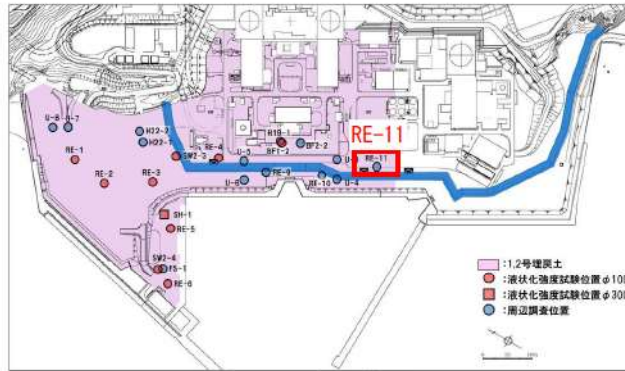 RE-11
U-8
U-7
H22-2
H22-7
RE-1
RE-2
RE-3
SW2-3
RE-4
U-5
U-6
H19-1
BF1-2
BF2-2
RE-9
RE-10
U-4
RE-11
SH-1
RE-5
SW2-4
FS-1
RE-6
:1,2号埋戻土
:液状化強度試験位置φ10
:液状化強度試験位置φ30
:周辺調査位置